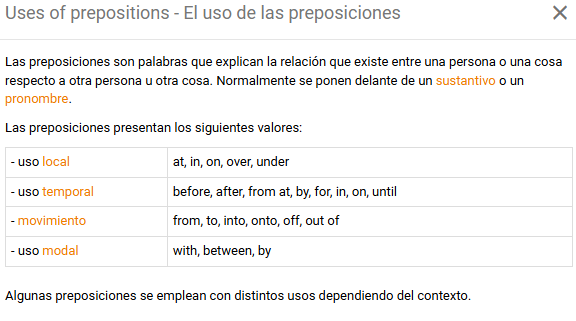 Uses of prepositions - El uso de las preposiciones
Las preposiciones son palabras que explican la relación que existe entre una persona o una cosa
respecto a otra persona u otra cosa. Normalmente se ponen delante de un sustantivo o un
pronombre.
Las preposiciones presentan los siguientes valores:
- uso local at, in, on, over, under
- uso temporal before, after, from at, by, for, in, on, until
- movimiento from, to, into, onto, off, out of
- uso modal with, between, by
Algunas preposiciones se emplean con distintos usos dependiendo del contexto.